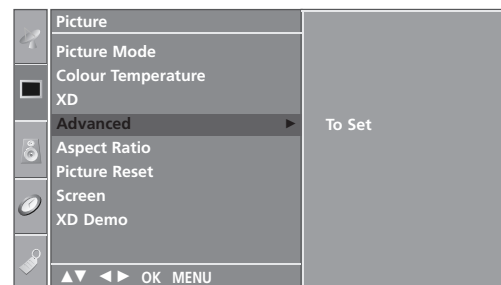 Picture
Picture Mode
Colour Temperature
XD
Advanced ► To Set
Aspect Ratio
Picture Reset
Screen
XD Demo
▲▼ ◄► OK MENU